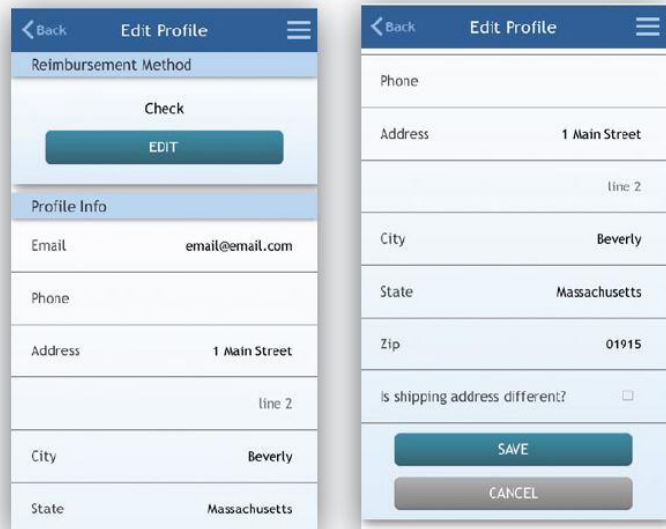 Back Edit Profile
Reimbursement Method
Check
EDIT
Profile Info
Email email@email.com
Phone
Address 1 Main Street
line 2
City Beverly
State Massachusetts
Back Edit Profile
Phone
Address 1 Main Street
line 2
City Beverly
State Massachusetts
Zip 01915
Is shipping address different?
SAVE
CANCEL